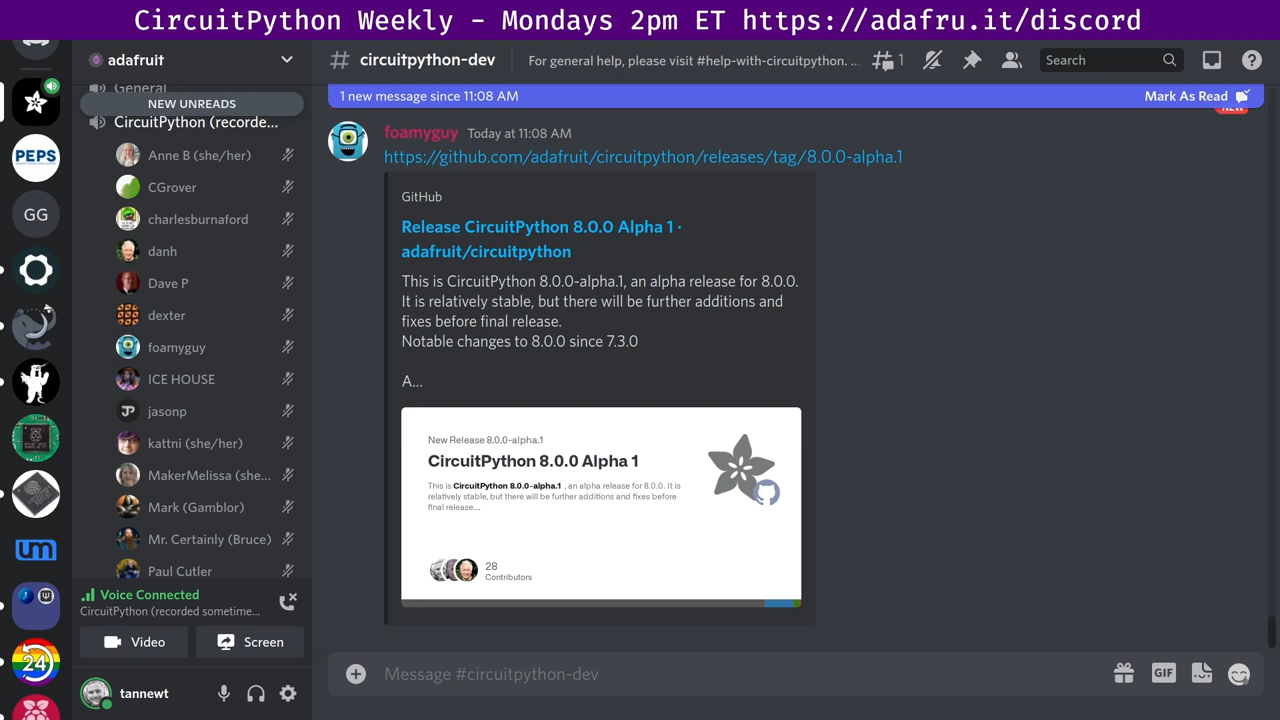 CircuitPython Weekly – Mondays 2pm ET https://adafru.it/discord
adafruit
General
NEW UNREADS
CircuitPython (recorde...
Anne B (she/her)
CGrover
charlesburnaford
danh
Dave P
dexter
foamyguy
ICE HOUSE
jasonp
kattni (she/her)
MakerMelissa (she...
Mark (Gamblor)
Mr. Certainly (Bruce)
Paul Cutler
Voice Connected
CircuitPython (recorded sometime...
Video
Screen
tannewt
PEPS
GG
JP
um
24
circuitpython-dev
For general help, please visit #help-with-circuitpython. ...
1
Search
1 new message since 11:08 AM
Mark As Read
NEW
foamyguy Today at 11:08 AM
https://github.com/adafruit/circuitpython/releases/tag/8.0.0-alpha.1
GitHub
Release CircuitPython 8.0.0 Alpha 1 ·
adafruit/circuitpython
This is CircuitPython 8.0.0-alpha.1, an alpha release for 8.0.0.
It is relatively stable, but there will be further additions and
fixes before final release.
Notable changes to 8.0.0 since 7.3.0
A...
New Release 8.0.0-alpha.1
CircuitPython 8.0.0 Alpha 1
This is CircuitPython 8.0.0-alpha.1 , an alpha release for 8.0.0. It is
relatively stable, but there will be further additions and fixes before
final release....
28
Contributors
Message #circuitpython-dev
GIF